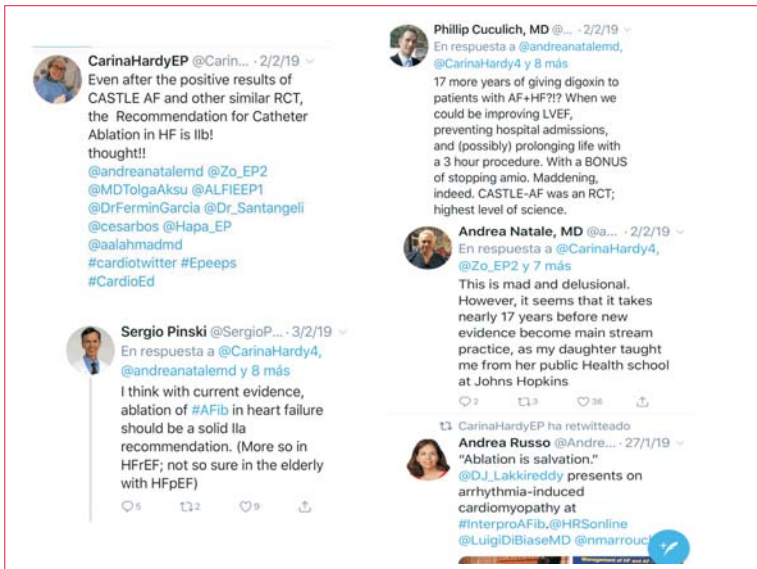 CarinaHardyEP @Carin... · 2/2/19
Even after the positive results of
CASTLE AF and other similar RCT,
the Recommendation for Catheter
Ablation in HF is IIb!
thought!!
@andreanatalemd @Zo_EP2
@MDTolgaAksu @ALFIEEP1
@DrFerminGarcia @Dr_Santangeli
@cesarbos @Hapa_EP
@aalahmadmd
#cardiotwitter #Epeeps
#CardioEd
Sergio Pinski @SergioP... · 3/2/19
En respuesta a @CarinaHardy4,
@andreanatalemd y 8 más
I think with current evidence,
ablation of #AFib in heart failure
should be a solid IIa
recommendation. (More so in
HFrEF; not so sure in the elderly
with HFpEF)
5 2 9
Phillip Cuculich, MD @... · 2/2/19
En respuesta a @andreanatalemd,
@CarinaHardy4 y 8 más
17 more years of giving digoxin to
patients with AF+HF?!? When we
could be improving LVEF,
preventing hospital admissions,
and (possibly) prolonging life with
a 3 hour procedure. With a BONUS
of stopping amio. Maddening,
indeed. CASTLE-AF was an RCT;
highest level of science.
Andrea Natale, MD @a... · 2/2/19
En respuesta a @CarinaHardy4,
@Zo_EP2 y 7 más
This is mad and delusional.
However, it seems that it takes
nearly 17 years before new
evidence become main stream
practice, as my daughter taught
me from her public Health school
at Johns Hopkins
2 3 36
CarinaHardyEP ha retwitteado
Andrea Russo @Andre... · 27/1/19
"Ablation is salvation."
@DJ_Lakkireddy presents on
arrhythmia-induced
cardiomyopathy at
#InterproAFib.@HRSonline
@LuigiDiBiaseMD @nmarrouc
Management of HF and AF